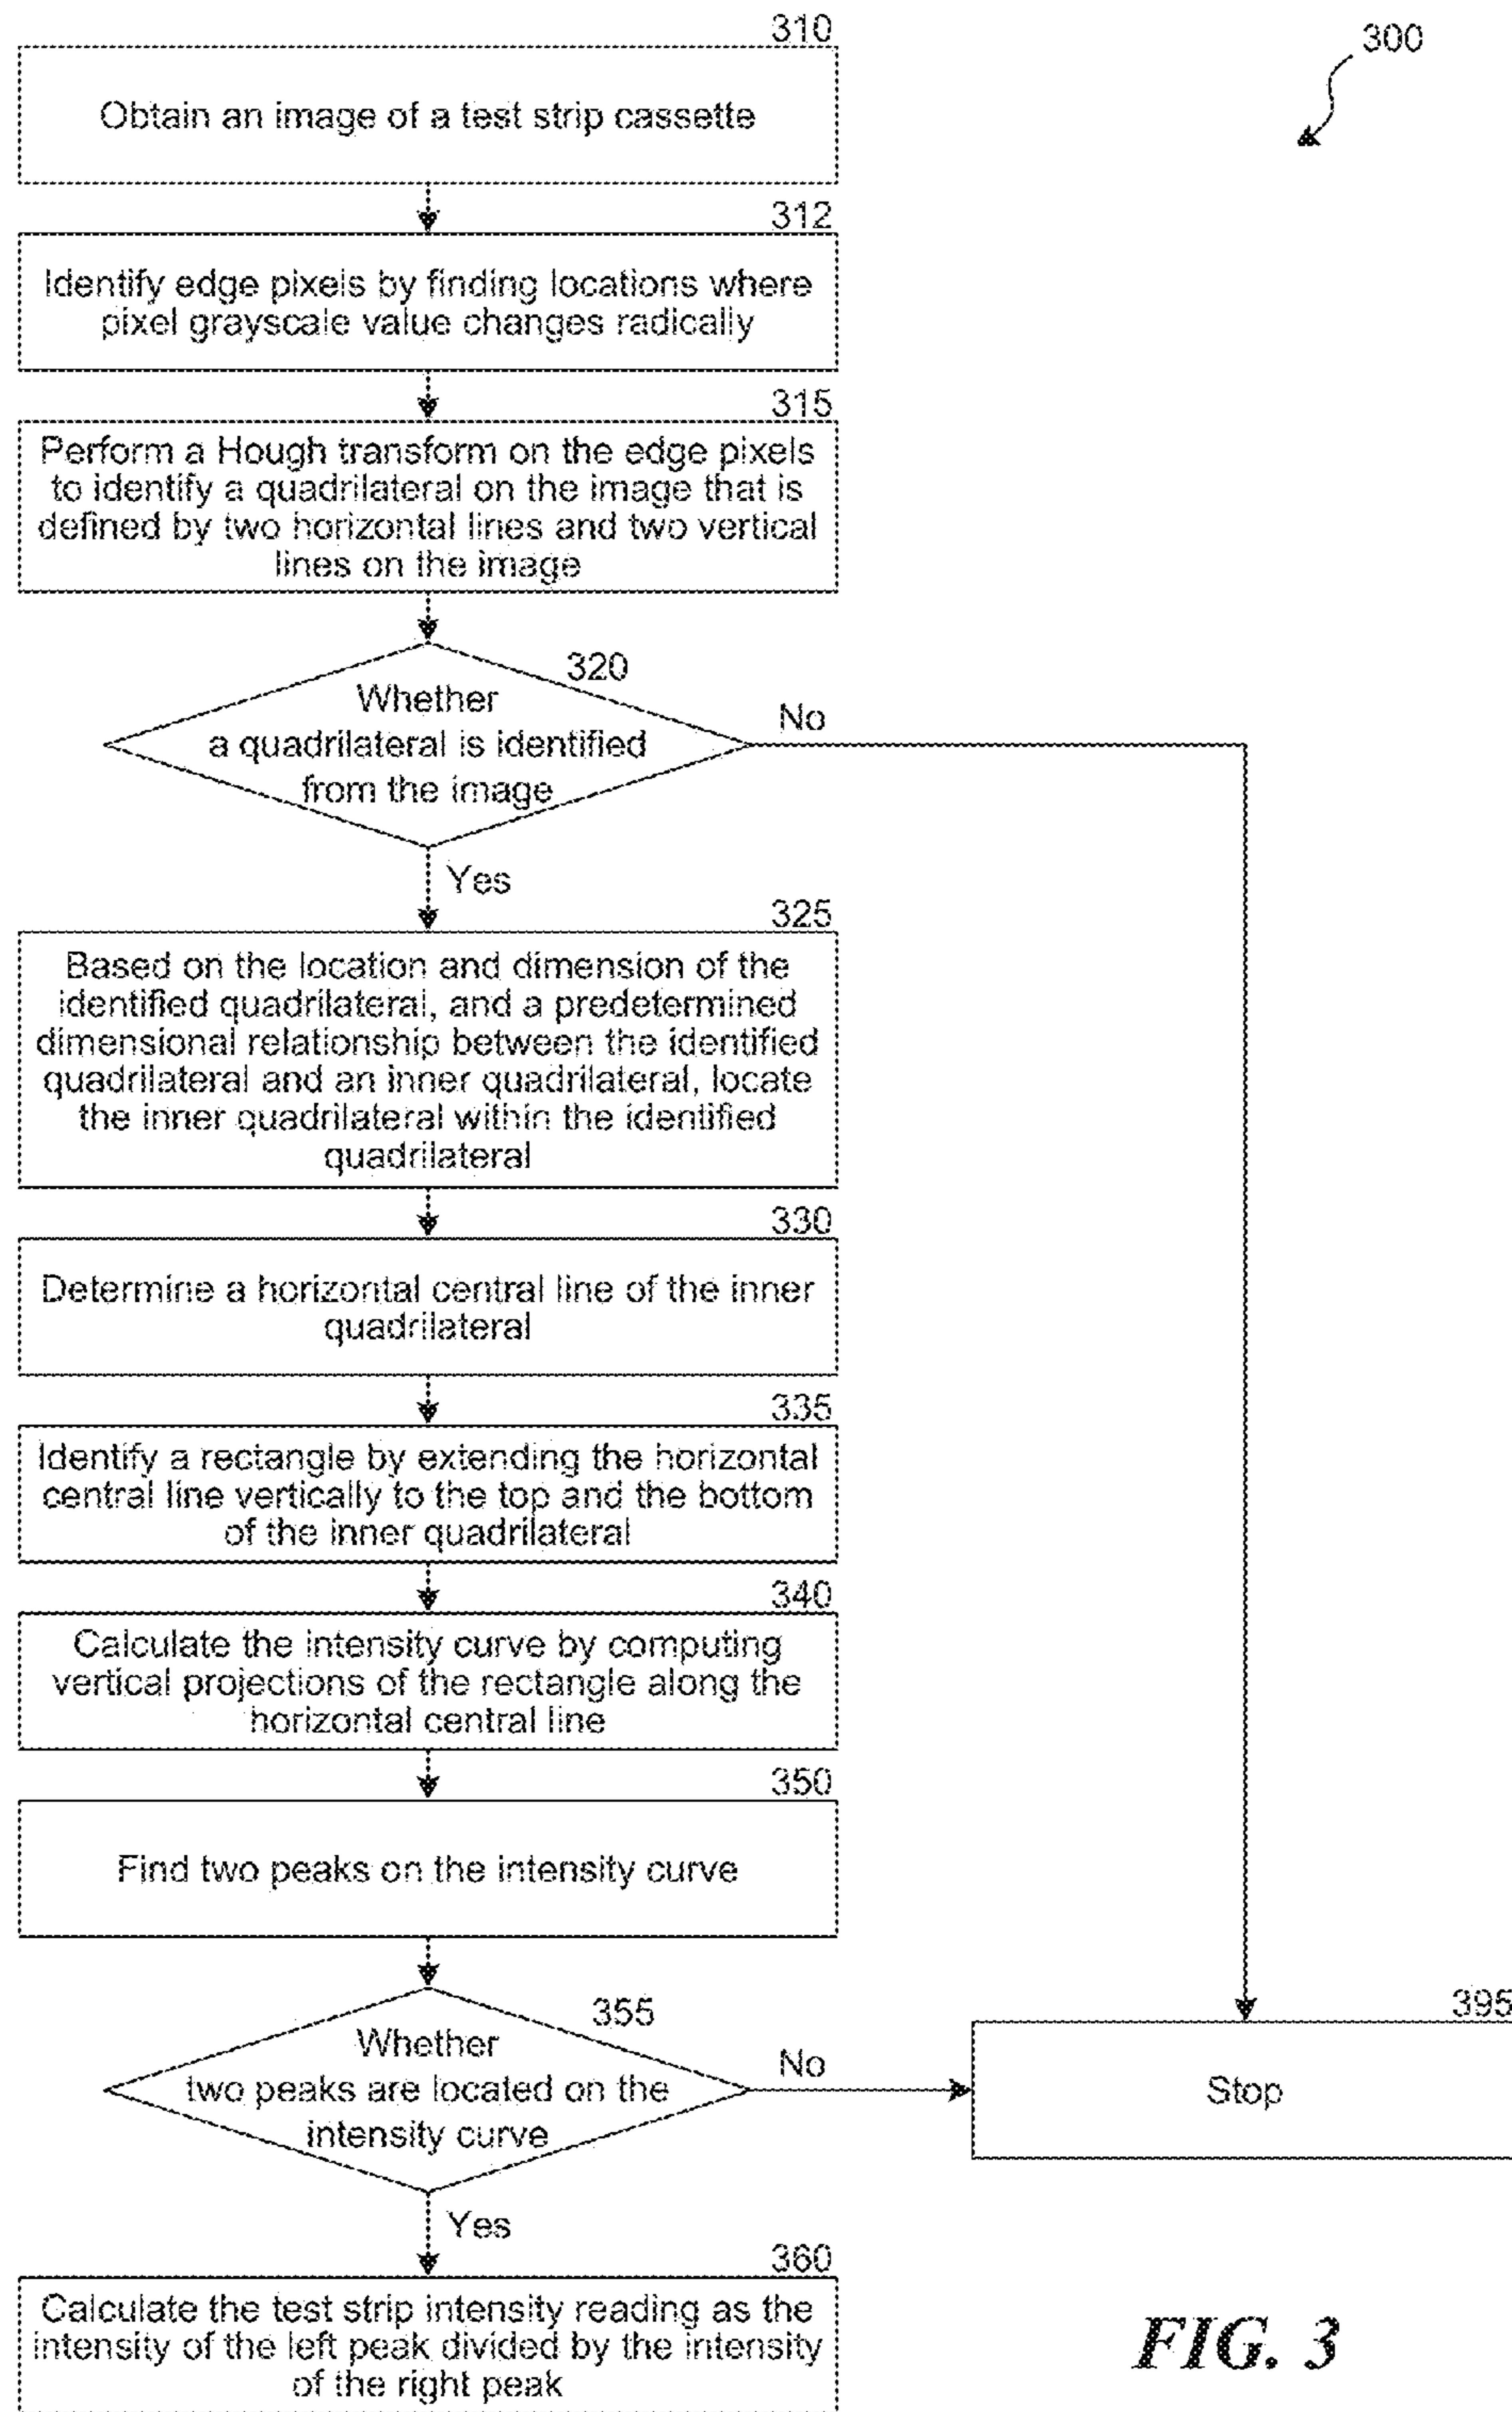 310
300
Obtain an image of a test strip cassette
312
Identify edge pixels by finding locations where
pixel grayscale value changes radically
315
Perform a Hough transform on the edge pixels
to identify a quadrilateral on the image that is
defined by two horizontal lines and two vertical
lines on the image
320
Whether
a quadrilateral is identified
from the image
No
Yes
325
Based on the location and dimension of the
identified quadrilateral, and a predetermined
dimensional relationship between the identified
quadrilateral and an inner quadrilateral, locate
the inner quadrilateral within the identified
quadrilateral
330
Determine a horizontal central line of the inner
quadrilateral
335
Identify a rectangle by extending the horizontal
central line vertically to the top and the bottom
of the inner quadrilateral
340
Calculate the intensity curve by computing
vertical projections of the rectangle along the
horizontal central line
350
Find two peaks on the intensity curve
355
Whether
two peaks are located on the
intensity curve
No
395
Stop
Yes
360
Calculate the test strip intensity reading as the
intensity of the left peak divided by the intensity
of the right peak
FIG. 3